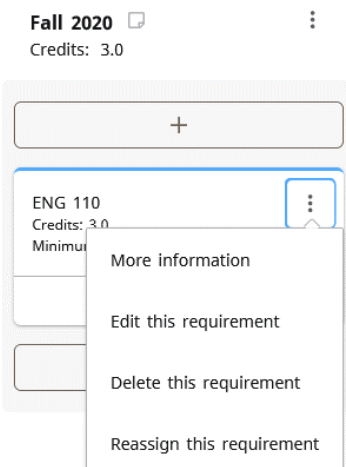 Fall 2020
Credits: 3.0
+
ENG 110
Credits: 3.0
More information
Edit this requirement
Delete this requirement
Reassign this requirement